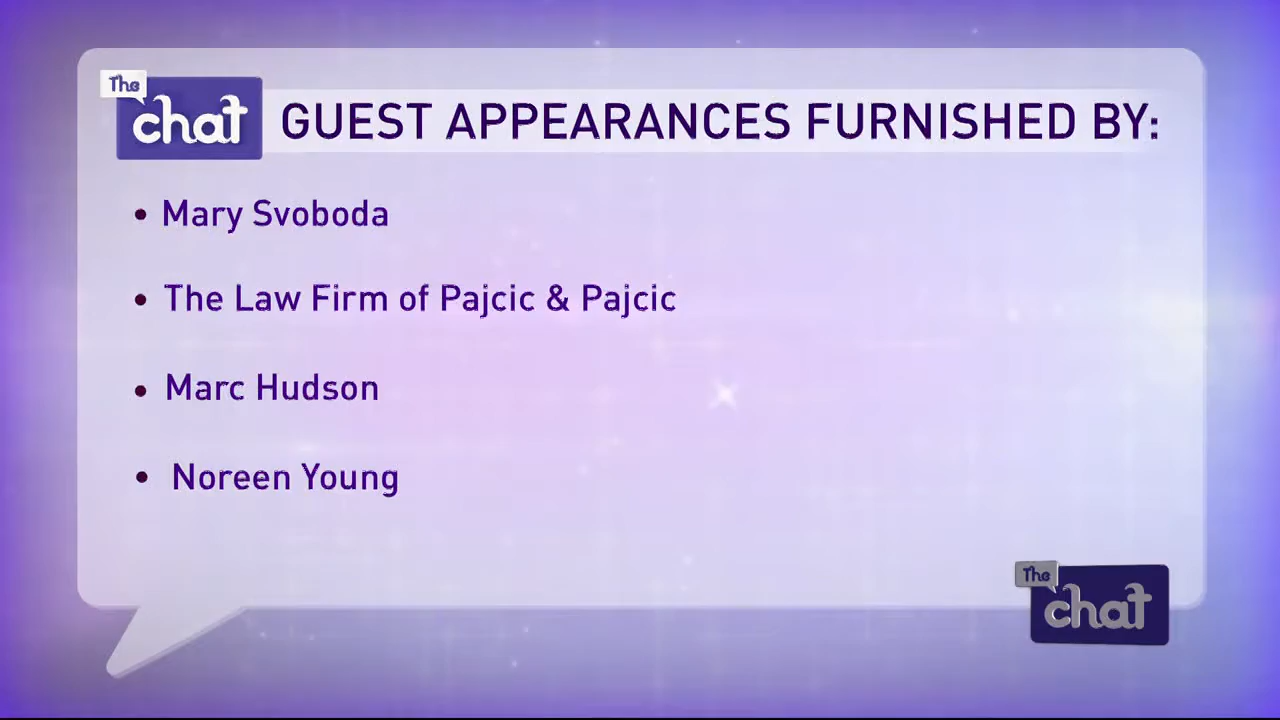 The
chat GUEST APPEARANCES FURNISHED BY:
• Mary Svoboda
• The Law Firm of Pajcic & Pajcic
• Marc Hudson
• Noreen Young
The
chat